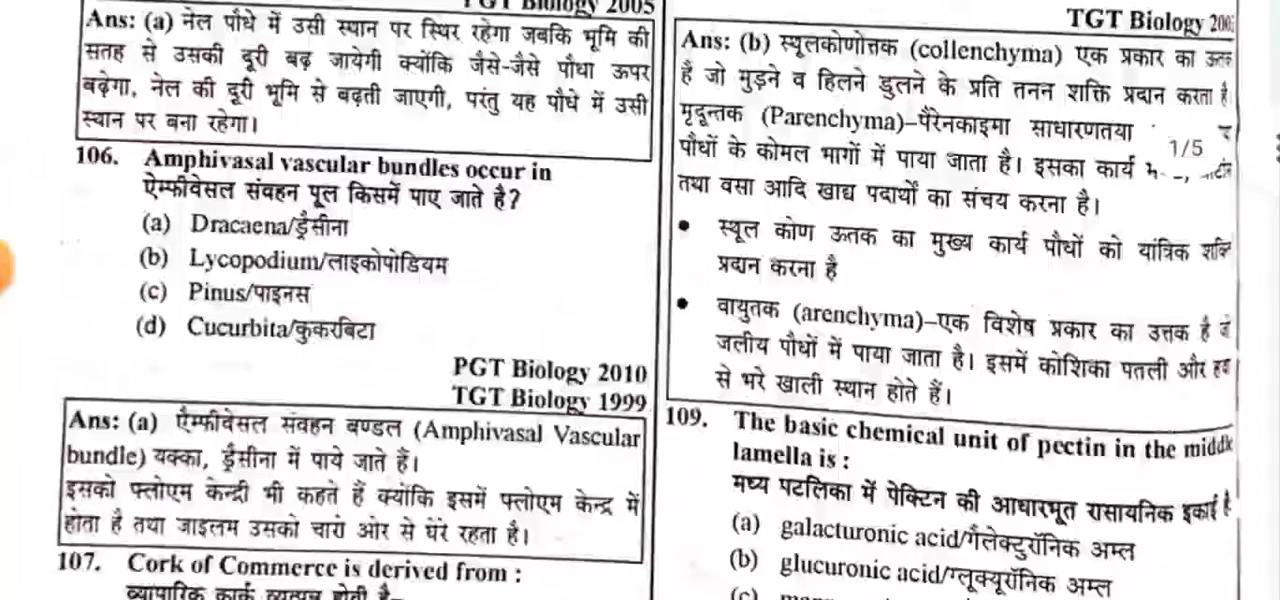 PGT Biology 2005
Ans: (a) नेल पौधे में उसी स्थान पर स्थिर रहेगा जबकि भूमि की
सतह से उसकी दूरी बढ़ जायेगी क्योंकि जैसे-जैसे पौधा ऊपर
बढ़ेगा, नेल की दूरी भूमि से बढ़ती जाएगी, परंतु यह पौधे में उसी
स्थान पर बना रहेगा।
106. Amphivasal vascular bundles occur in
ऐम्फीवेसल संवहन पूल किसमें पाए जाते है?
(a) Dracaena/ड्रैसीना
(b) Lycopodium/लाइकोपोडियम
(c) Pinus/पाइनस
(d) Cucurbita/कुकरबिटा
PGT Biology 2010
TGT Biology 1999
Ans: (a) एैम्फीवेसल संवहन बण्डल (Amphivasal Vascular
bundle) यक्का, ड्रैसीना में पाये जाते हैं।
इसको फ्लोएम केन्द्री भी कहते हैं क्योंकि इसमें फ्लोएम केन्द्र में
होता है तथा जाइलम उसको चारों ओर से घेरे रहता है।
107. Cork of Commerce is derived from :
व्यापारिक कार्क व्युत्पन्न होती है–
TGT Biology
Ans: (b) स्थूलकोणोत्तक (collenchyma) एक प्रकार का ऊतक
है जो मुड़ने व हिलने डुलने के प्रति तनन शक्ति प्रदान करता है।
मृदून्तक (Parenchyma)–पैरेनकाइमा साधारणतया
पौधों के कोमल भागों में पाया जाता है। इसका कार्य
1/5
तथा वसा आदि खाद्य पदार्थो का संचय करना है।
• स्थूल कोण ऊतक का मुख्य कार्य पौधों को यांत्रिक शक्ति
प्रदान करना है
• वायुतक (arenchyma)–एक विशेष प्रकार का उत्तक है
जलीय पौधों में पाया जाता है। इसमें कोशिका पतली और हवा
से भरे खाली स्थान होते हैं।
109. The basic chemical unit of pectin in the middle
lamella is :
मध्य पटलिका में पेक्टिन की आधारभूत रासायनिक इकाई है
(a) galacturonic acid/गैलेक्टुरॉनिक अम्ल
(b) glucuronic acid/ग्लूक्यूरॉनिक अम्ल
(c)